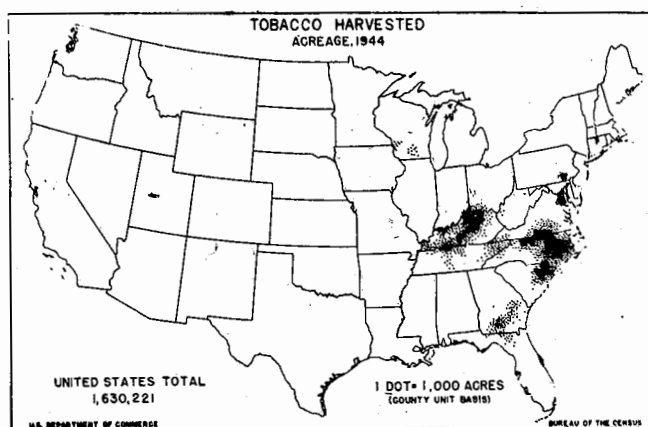 TOBACCO HARVESTED
ACREAGE, 1944
UNITED STATES TOTAL
1,630,221
1 DOT = 1,000 ACRES
(COUNTY UNIT BASIS)
U.S. DEPARTMENT OF COMMERCE
BUREAU OF THE CENSUS